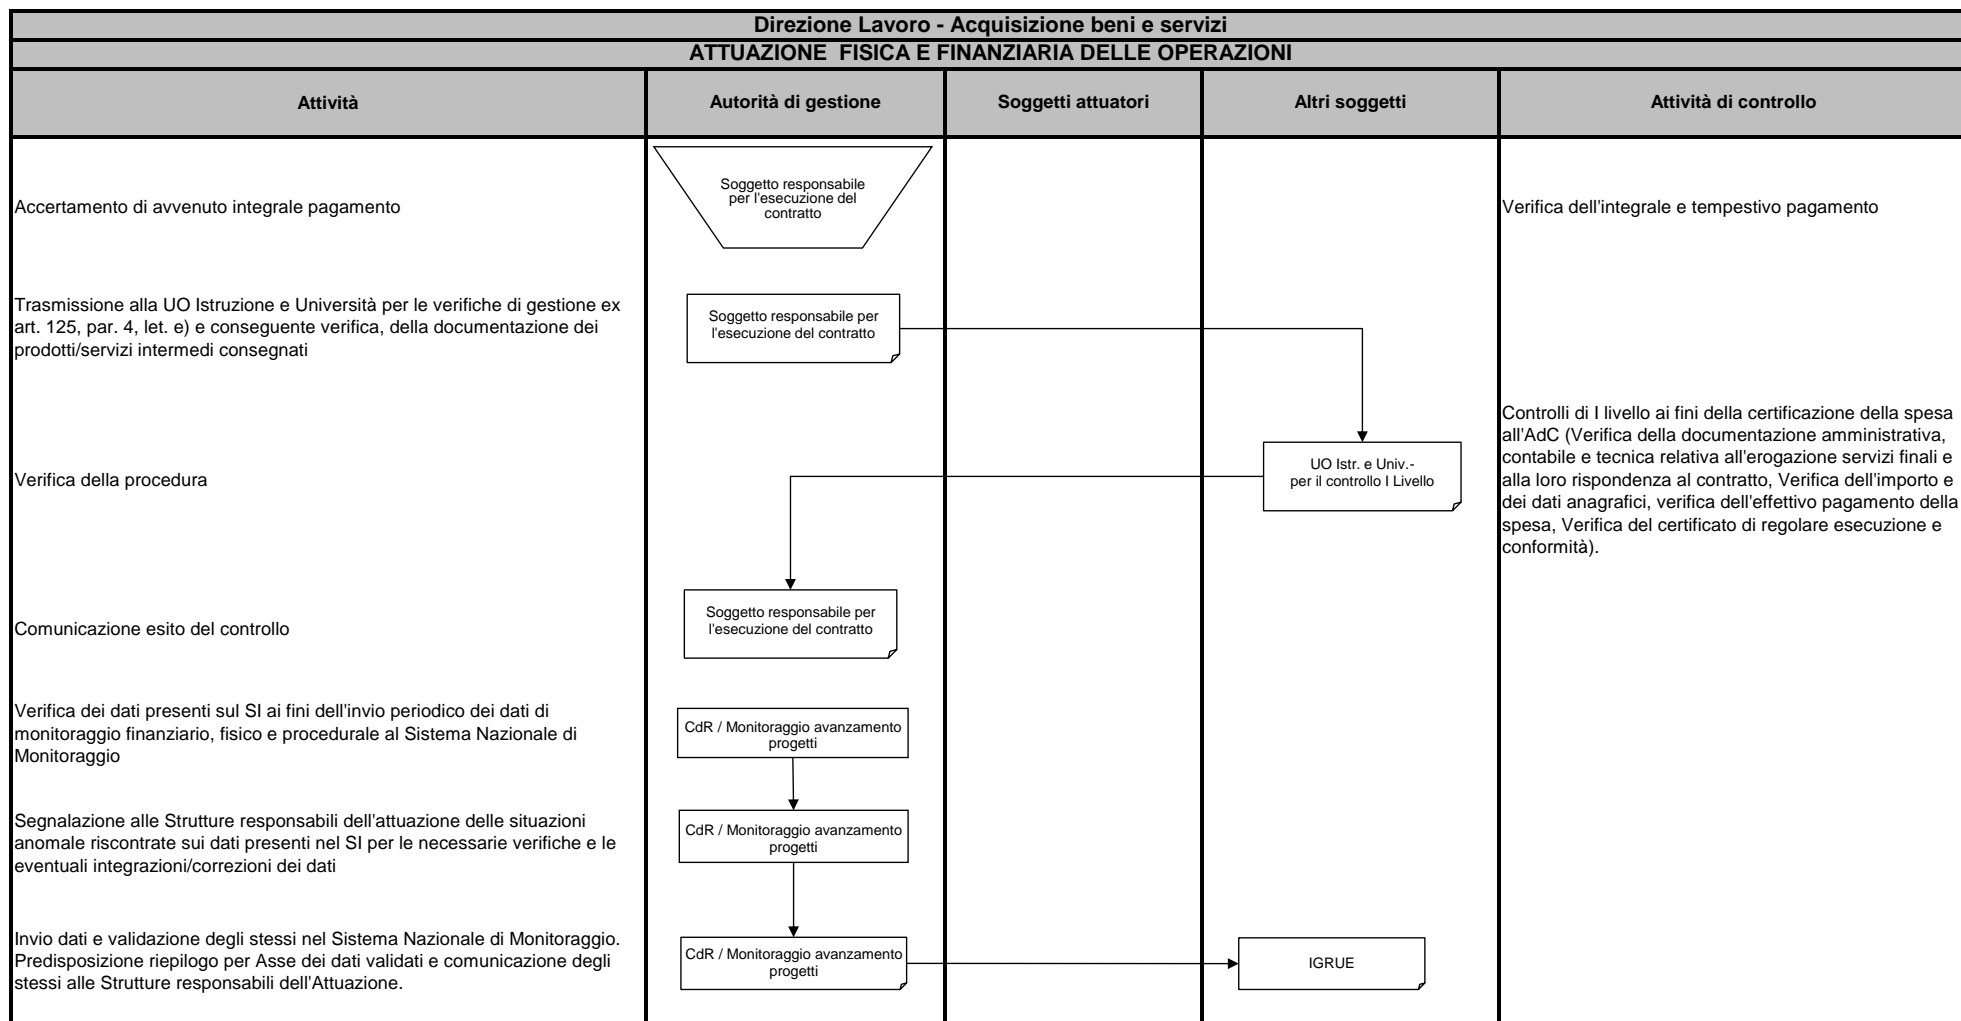 Direzione Lavoro - Acquisizione beni e servizi
ATTUAZIONE FISICA E FINANZIARIA DELLE OPERAZIONI
Attività
Autorità di gestione
Soggetti attuatori
Altri soggetti
Attività di controllo
Accertamento di avvenuto integrale pagamento
Soggetto responsabile
per l'esecuzione del
contratto
Verifica dell'integrale e tempestivo pagamento
Trasmissione alla UO Istruzione e Università per le verifiche di gestione ex
art. 125, par. 4, let. e) e conseguente verifica, della documentazione dei
prodotti/servizi intermedi consegnati
Soggetto responsabile per
l'esecuzione del contratto
Verifica della procedura
UO Istr. e Univ.-
per il controllo I Livello
Controlli di I livello ai fini della certificazione della spesa
all'AdC (Verifica della documentazione amministrativa,
contabile e tecnica relativa all'erogazione servizi finali e
alla loro rispondenza al contratto, Verifica dell'importo e
dei dati anagrafici, verifica dell'effettivo pagamento della
spesa, Verifica del certificato di regolare esecuzione e
conformità).
Comunicazione esito del controllo
Soggetto responsabile per
l'esecuzione del contratto
Verifica dei dati presenti sul SI ai fini dell'invio periodico dei dati di
monitoraggio finanziario, fisico e procedurale al Sistema Nazionale di
Monitoraggio
CdR / Monitoraggio avanzamento
progetti
Segnalazione alle Strutture responsabili dell'attuazione delle situazioni
anomale riscontrate sui dati presenti nel SI per le necessarie verifiche e le
eventuali integrazioni/correzioni dei dati
CdR / Monitoraggio avanzamento
progetti
Invio dati e validazione degli stessi nel Sistema Nazionale di Monitoraggio.
Predisposizione riepilogo per Asse dei dati validati e comunicazione degli
stessi alle Strutture responsabili dell'Attuazione.
CdR / Monitoraggio avanzamento
progetti
IGRUE